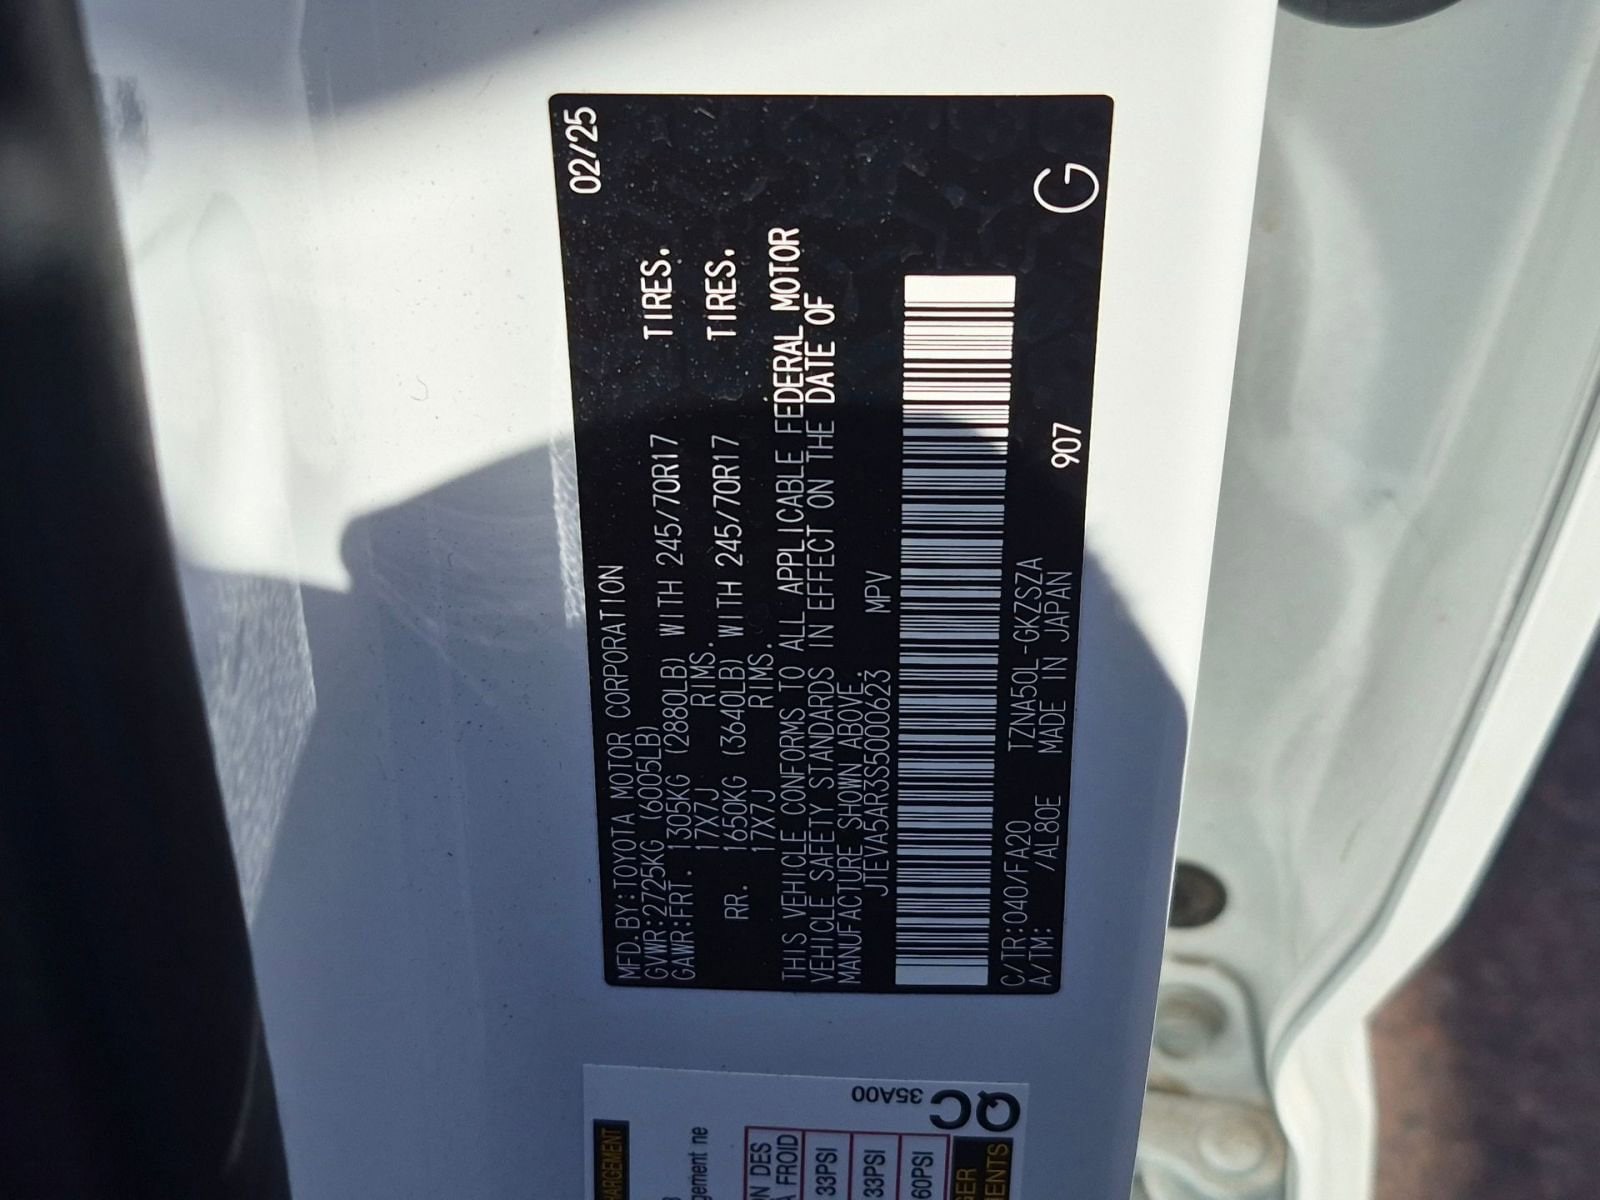 MFD.BY:TOYOTA MOTOR CORPORATION 02/25
GVWR:2725KG (6005LB)
GAWR:FRT. 1305KG (2880LB) WITH 245/70R17 TIRES.
17X7J RIMS.
RR. 1650KG (3640LB) WITH 245/70R17 TIRES.
17X7J RIMS.
THIS VEHICLE CONFORMS TO ALL APPLICABLE FEDERAL MOTOR
VEHICLE SAFETY STANDARDS IN EFFECT ON THE DATE OF
MANUFACTURE SHOWN ABOVE.
JTEVA5AR3S5000623 MPV
C/TR:040/FA20 TZNA50L-GKZSZA 907 G
A/TM: /AL80E MADE IN JAPAN
35A00
QC
ON DES
À FROID
33PSI
33PSI
60PSI